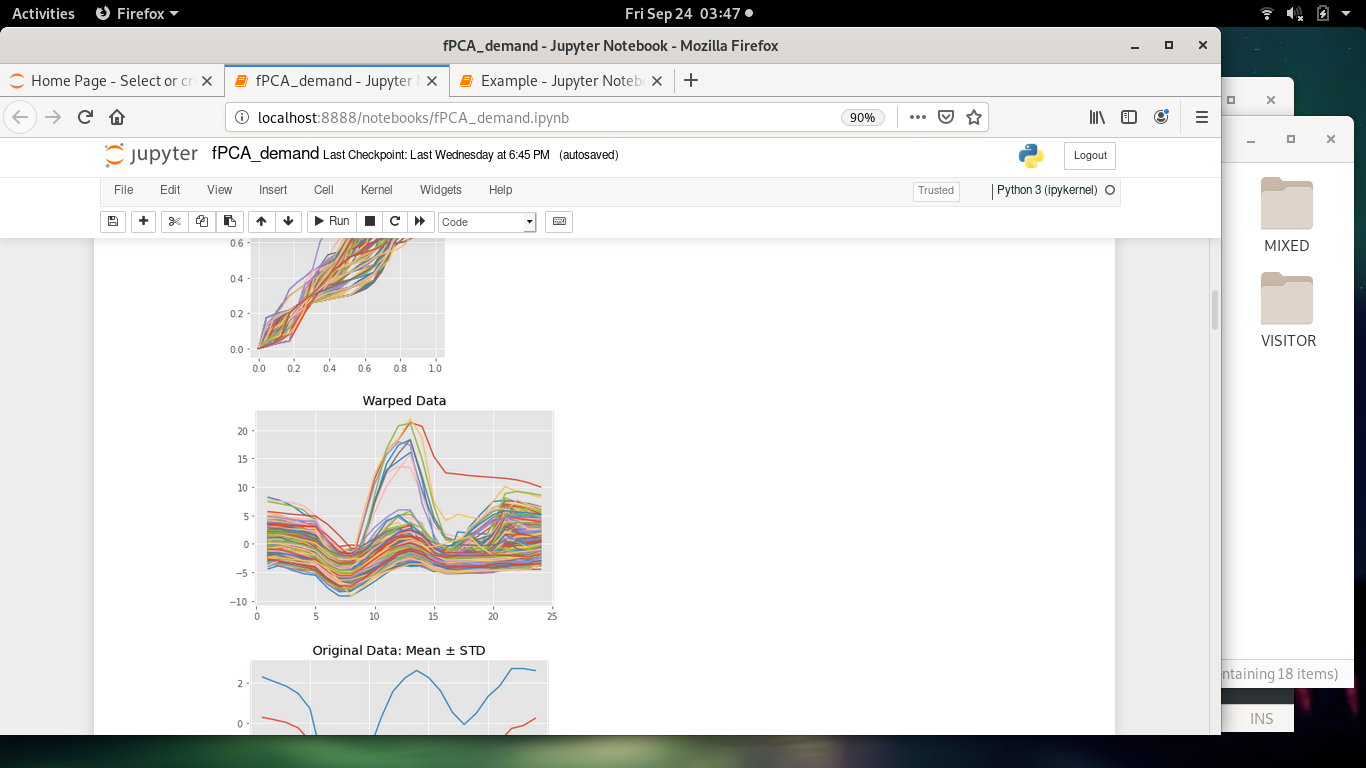 Activities Firefox Fri Sep 24 03:47
fPCA_demand - Jupyter Notebook - Mozilla Firefox
Home Page - Select or cr fPCA_demand - Jupyter Example - Jupyter Noteb
localhost:8888/notebooks/fPCA_demand.ipynb 90%
jupyter fPCA_demand Last Checkpoint: Last Wednesday at 6:45 PM (autosaved) Logout
File Edit View Insert Cell Kernel Widgets Help Trusted Python 3 (ipykernel)
Run Code
0.6
0.4
0.2
0.0
0.0 0.2 0.4 0.6 0.8 1.0
Warped Data
20
15
10
5
0
−5
−10
0 5 10 15 20 25
Original Data: Mean ± STD
2
0
MIXED
VISITOR
ntaining 18 items)
INS